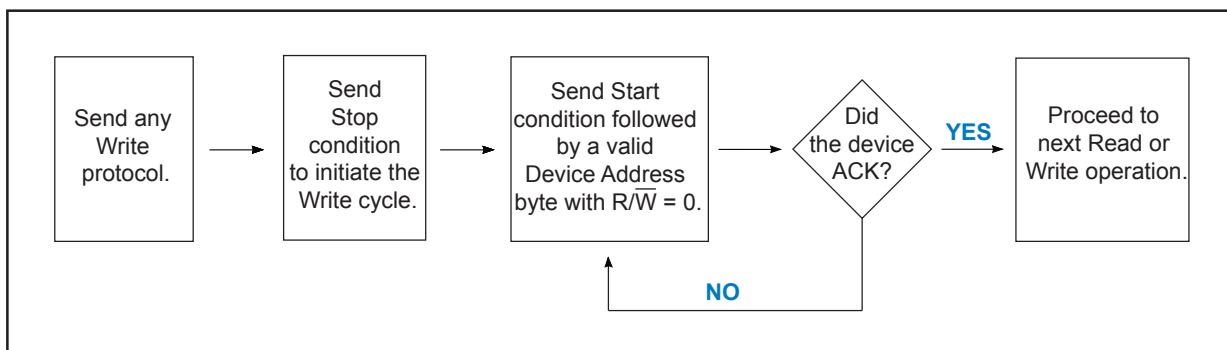 Send any
Write
protocol.
Send
Stop
condition
to initiate the
Write cycle.
Send Start
condition followed
by a valid
Device Address
byte with R/W̅ = 0.
Did
the device
ACK?
YES
NO
Proceed to
next Read or
Write operation.